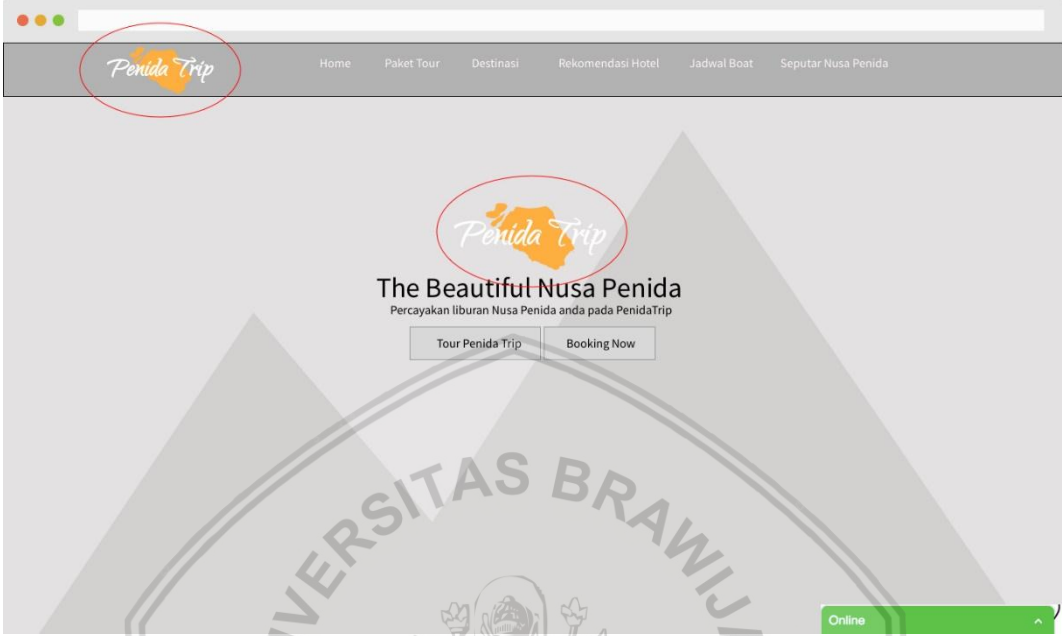 Penida Trip
Home Paket Tour Destinasi Rekomendasi Hotel Jadwal Boat Seputar Nusa Penida
Penida Trip
The Beautiful Nusa Penida
Percayakan liburan Nusa Penida anda pada PenidaTrip
Tour Penida Trip Booking Now
VERSITAS BRAWIJ
Online